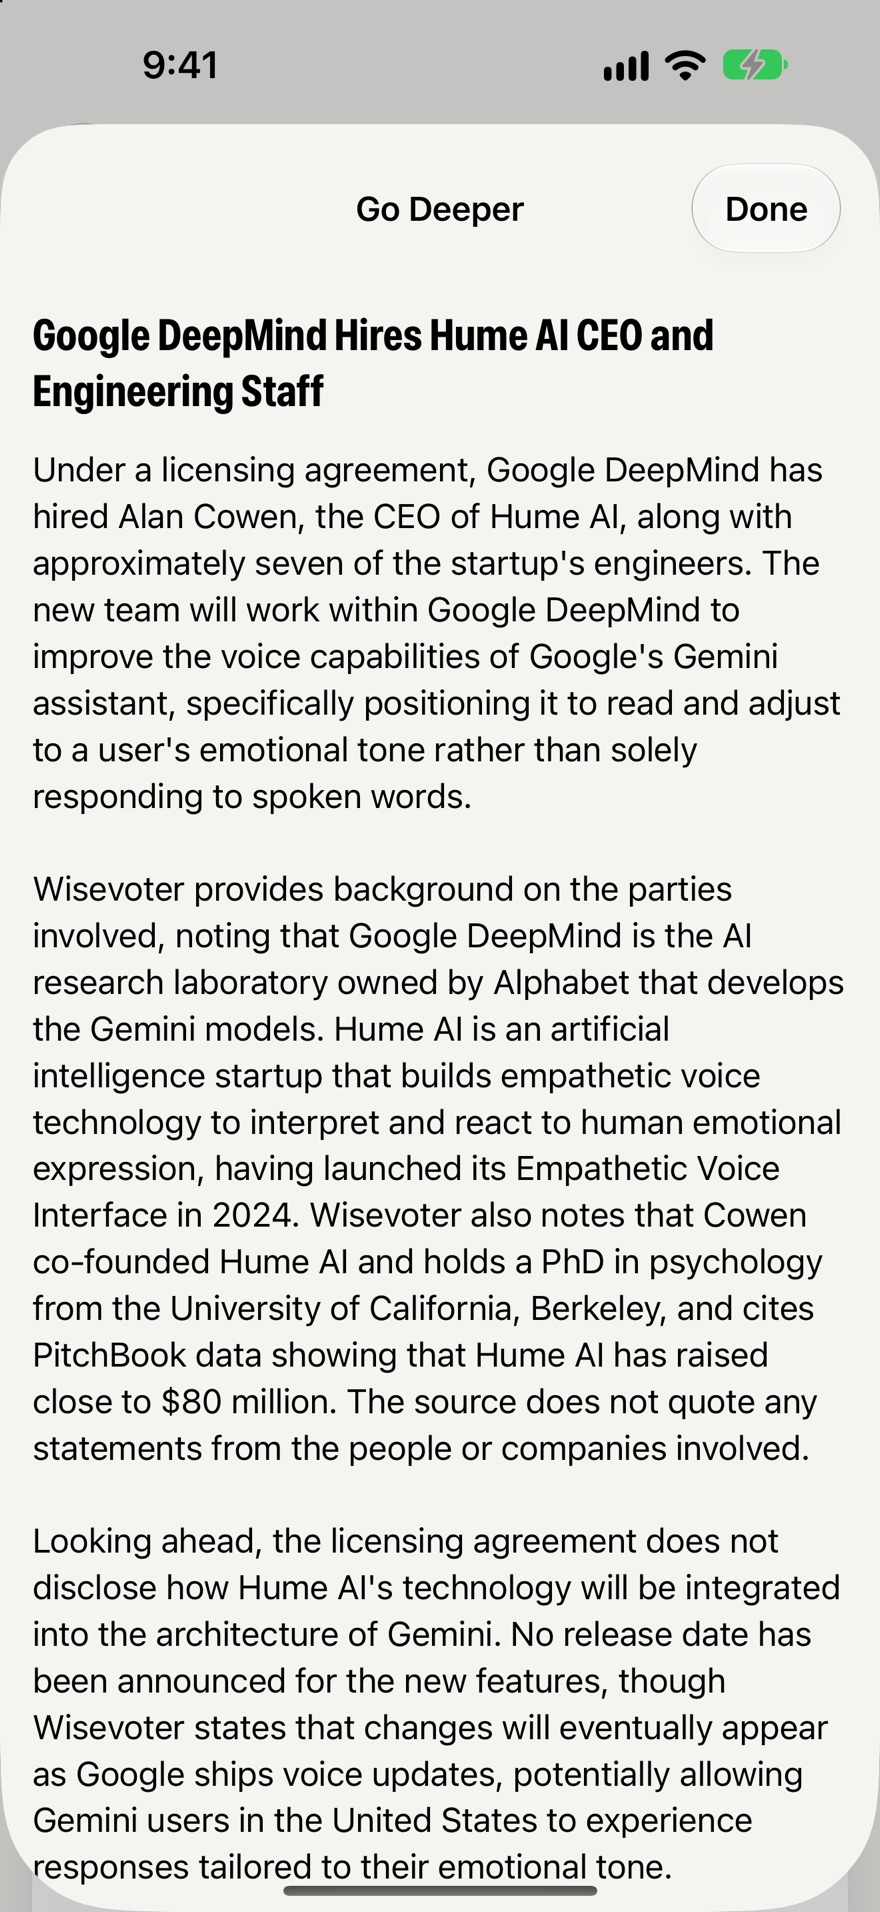 9:41
Go Deeper
Done
Google DeepMind Hires Hume AI CEO and
Engineering Staff
Under a licensing agreement, Google DeepMind has
hired Alan Cowen, the CEO of Hume AI, along with
approximately seven of the startup's engineers. The
new team will work within Google DeepMind to
improve the voice capabilities of Google's Gemini
assistant, specifically positioning it to read and adjust
to a user's emotional tone rather than solely
responding to spoken words.
Wisevoter provides background on the parties
involved, noting that Google DeepMind is the AI
research laboratory owned by Alphabet that develops
the Gemini models. Hume AI is an artificial
intelligence startup that builds empathetic voice
technology to interpret and react to human emotional
expression, having launched its Empathetic Voice
Interface in 2024. Wisevoter also notes that Cowen
co-founded Hume AI and holds a PhD in psychology
from the University of California, Berkeley, and cites
PitchBook data showing that Hume AI has raised
close to $80 million. The source does not quote any
statements from the people or companies involved.
Looking ahead, the licensing agreement does not
disclose how Hume AI's technology will be integrated
into the architecture of Gemini. No release date has
been announced for the new features, though
Wisevoter states that changes will eventually appear
as Google ships voice updates, potentially allowing
Gemini users in the United States to experience
responses tailored to their emotional tone.